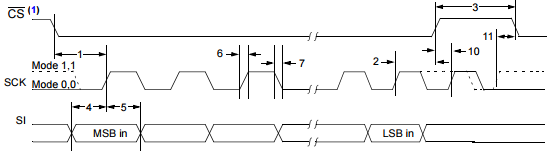 CS (1)
3
11
1
6
7
2
10
Mode 1,1
SCK
Mode 0,0
4
5
SI
MSB in
LSB in